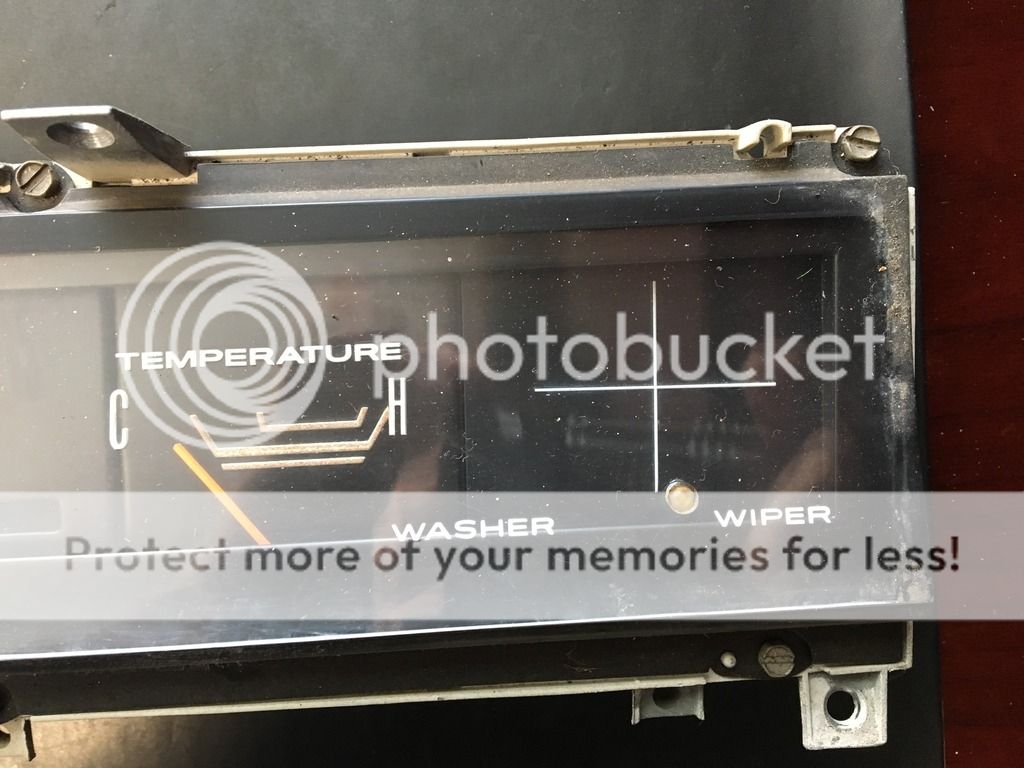 photobucket
TEMPERATURE
C H
WASHER
WIPER
Protect more of your memories for less!